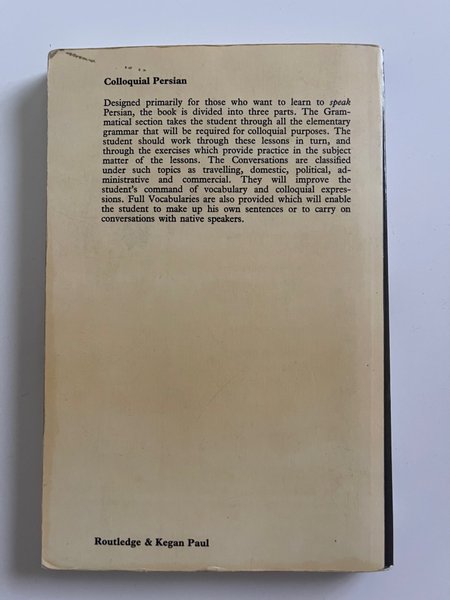 Colloquial Persian
Designed primarily for those who want to learn to speak
Persian, the book is divided into three parts. The Gram-
matical section takes the student through all the elementary
grammar that will be required for colloquial purposes. The
student should work through these lessons in turn, and
through the exercises which provide practice in the subject
matter of the lessons. The Conversations are classified
under such topics as travelling, domestic, political, ad-
ministrative and commercial. They will improve the
student's command of vocabulary and colloquial expres-
sions. Full Vocabularies are also provided which will enable
the student to make up his own sentences or to carry on
conversations with native speakers.
Routledge & Kegan Paul